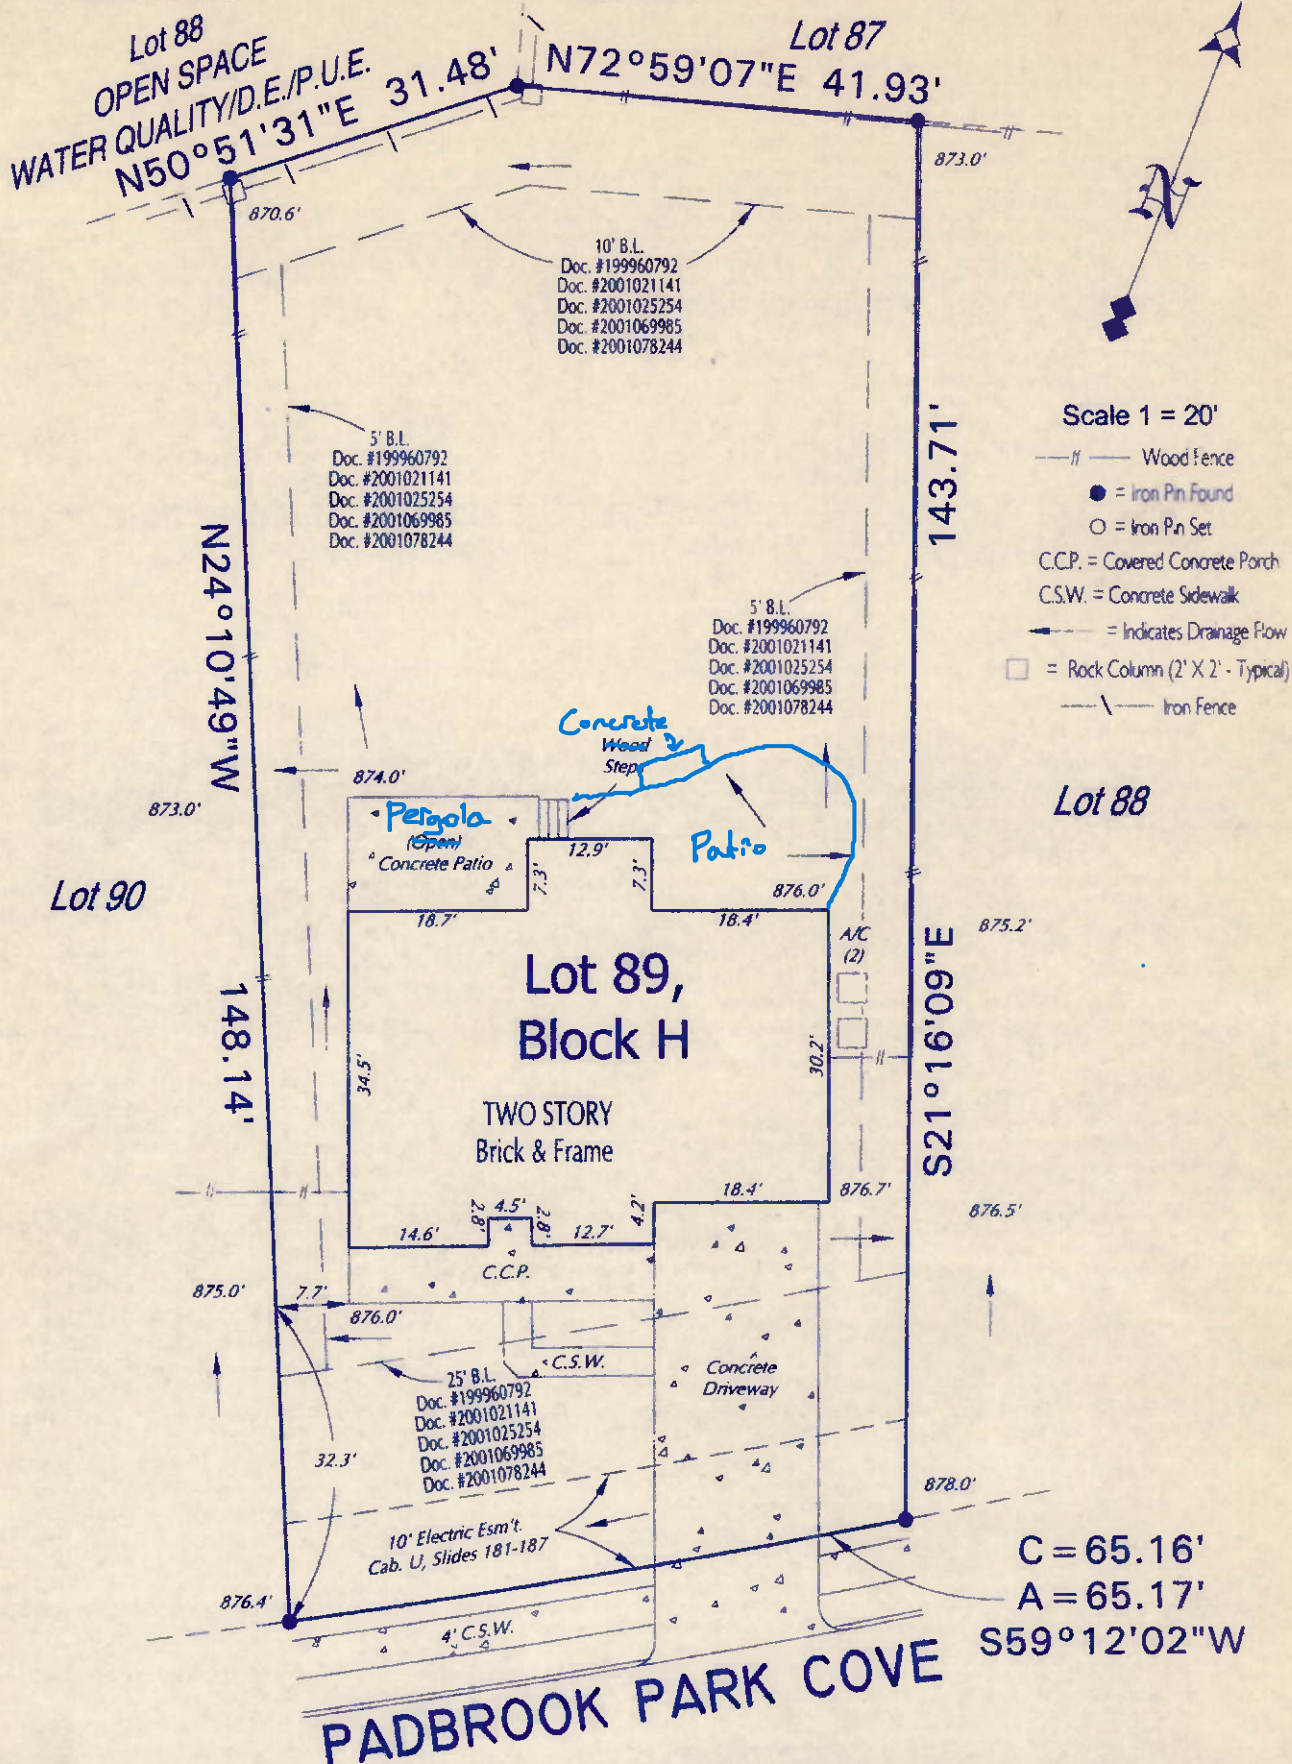 Lot 88
OPEN SPACE
WATER QUALITY/D.E./P.U.E.
N50°51'31"E 31.48'
Lot 87
N72°59'07"E 41.93'
873.0'
870.6'
10' B.L.
Doc. #199960792
Doc. #2001021141
Doc. #2001025254
Doc. #2001069985
Doc. #2001078244
N
Scale 1 = 20'
Wood Fence
= Iron Pin Found
= Iron Pin Set
C.C.P. = Covered Concrete Porch
C.S.W. = Concrete Sidewalk
= Indicates Drainage Flow
= Rock Column (2' X 2' - Typical)
Iron Fence
5' B.L.
Doc. #199960792
Doc. #2001021141
Doc. #2001025254
Doc. #2001069985
Doc. #2001078244
143.71'
N24°10'49"W
5' B.L.
Doc. #199960792
Doc. #2001021141
Doc. #2001025254
Doc. #2001069985
Doc. #2001078244
Concrete
Wood
Step
874.0'
873.0'
Lot 88
Pergola
(Open)
Concrete Patio
12.9'
7.3'
7.3'
Patio
876.0'
Lot 90
18.7'
18.4'
A/C
(2)
875.2'
Lot 89,
Block H
148.14'
34.5'
30.2'
S21°16'09"E
TWO STORY
Brick & Frame
18.4'
876.7'
876.5'
14.6'
2.8'
4.5'
2.8'
12.7'
4.2'
C.C.P.
875.0'
7.7'
876.0'
C.S.W.
Concrete
Driveway
25' B.L.
Doc. #199960792
Doc. #2001021141
Doc. #2001025254
Doc. #2001069985
Doc. #2001078244
32.3'
878.0'
10' Electric Esm't.
Cab. U, Slides 181-187
876.4'
4' C.S.W.
C=65.16'
A=65.17'
S59°12'02"W
PADBROOK PARK COVE